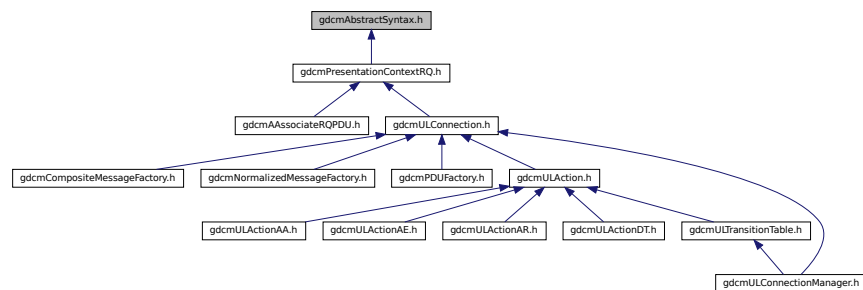 gdcmAbstractSyntax.h
gdcmPresentationContextRQ.h
gdcmAAssociateRQPDU.h
gdcmULConnection.h
gdcmCompositeMessageFactory.h
gdcmNormalizedMessageFactory.h
gdcmPDUFactory.h
gdcmULAction.h
gdcmULActionAA.h
gdcmULActionAE.h
gdcmULActionAR.h
gdcmULActionDT.h
gdcmULTransitionTable.h
gdcmULConnectionManager.h